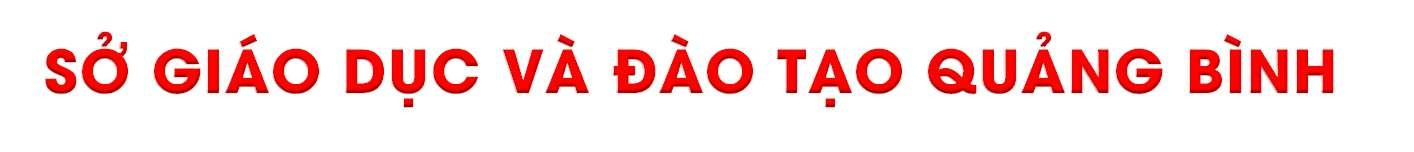 SỞ GIÁO DỤC VÀ ĐÀO TẠO QUẢNG BÌNH